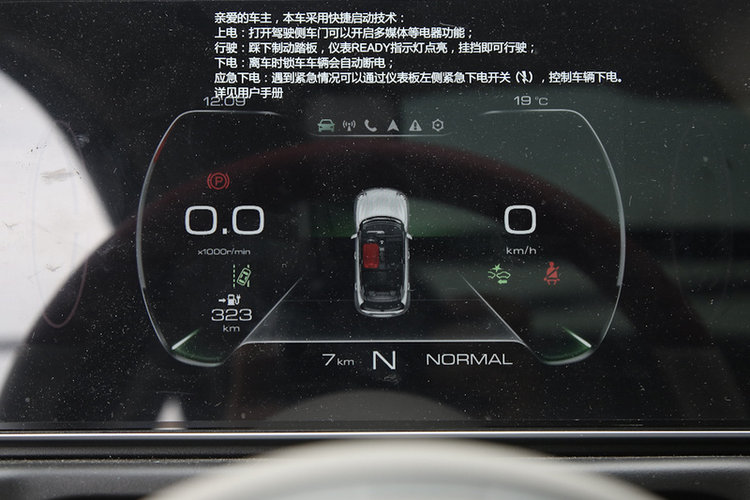 亲爱的车主，本车采用快捷启动技术：
上电：打开驾驶侧车门可以开启多媒体等电器功能；
行驶：踩下制动踏板，仪表READY指示灯点亮，挂挡即可行驶；
下电：离车时锁车车辆会自动断电；
应急下电：遇到紧急情况可以通过仪表板左侧紧急下电开关（），控制车辆下电。
详见用户手册
12:09
19℃
P
0.0
x1000r/min
0
km/h
323
km
7 km N NORMAL